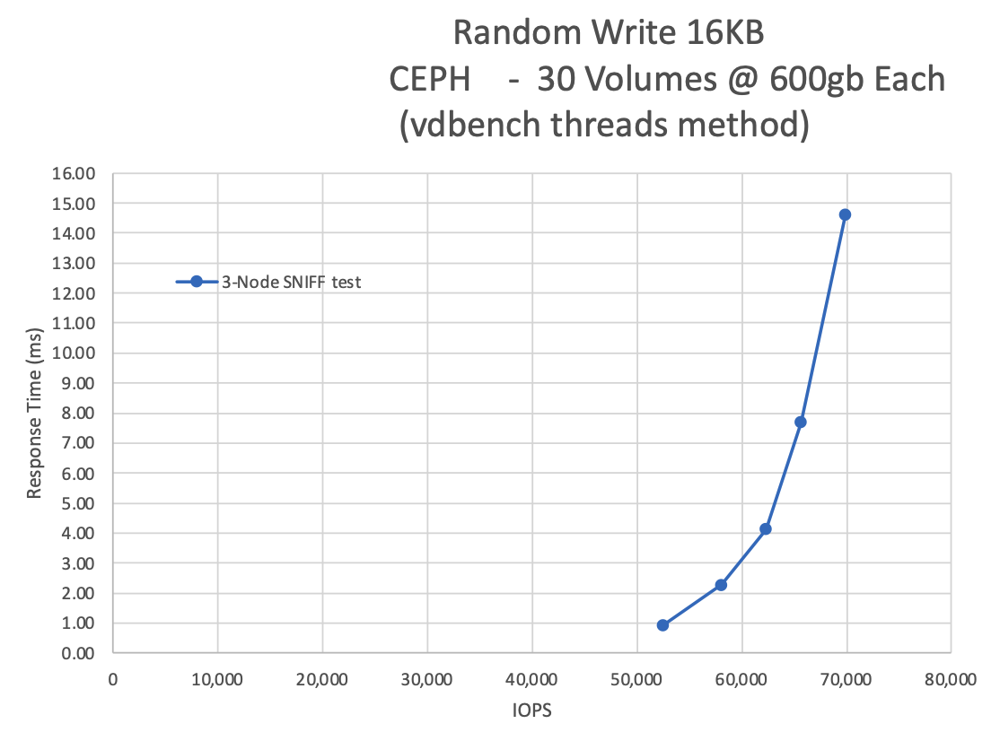 Random Write 16KB
CEPH - 30 Volumes @ 600gb Each
(vdbench threads method)
16.00
15.00
14.00
13.00
12.00
11.00
10.00
9.00
8.00
7.00
6.00
5.00
4.00
3.00
2.00
1.00
0.00
Response Time (ms)
3-Node SNIFF test
0 10,000 20,000 30,000 40,000 50,000 60,000 70,000 80,000
IOPS